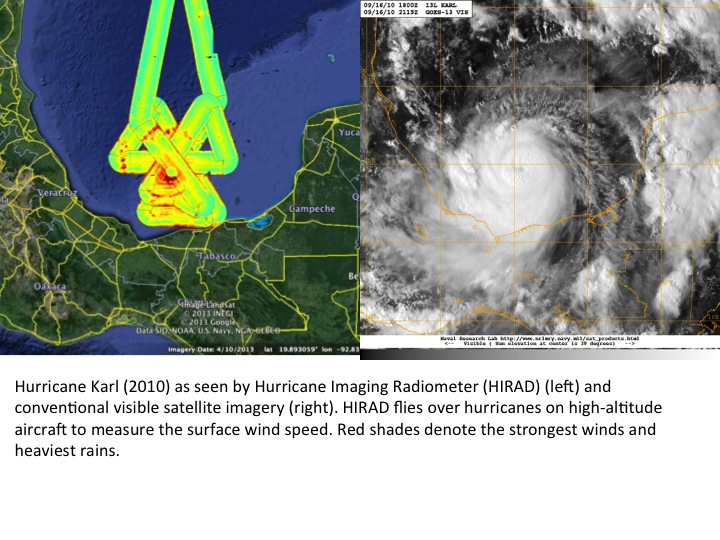 09/16/10 1800Z 13L KARL
09/16/10 2115Z GOES-13 VIS
Yuca
Veracruz
Campeche
Tabasco
Oaxaca
Be
Image Landsat
© 2013 INEGI
© 2013 Google
Data SIO, NOAA, U.S. Navy, NGA, GEBCO
Imagery Date: 4/10/2013 lat 19.893059° lon -92.83
Naval Research Lab http://www.nrlmry.navy.mil/sat_products.html
<-- Visible ( Sun elevation at center is 39 degrees) -->
Hurricane Karl (2010) as seen by Hurricane Imaging Radiometer (HIRAD) (left) and
conventional visible satellite imagery (right). HIRAD flies over hurricanes on high-altitude
aircraft to measure the surface wind speed. Red shades denote the strongest winds and
heaviest rains.